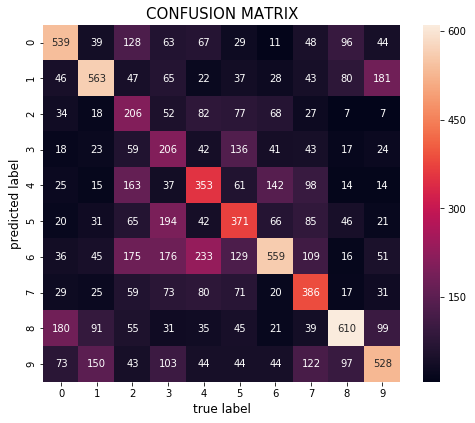 CONFUSION MATRIX
0 539 39 128 63 67 29 11 48 96 44
1 46 563 47 65 22 37 28 43 80 181
2 34 18 206 52 82 77 68 27 7 7
3 18 23 59 206 42 136 41 43 17 24
4 25 15 163 37 353 61 142 98 14 14
5 20 31 65 194 42 371 66 85 46 21
6 36 45 175 176 233 129 559 109 16 51
7 29 25 59 73 80 71 20 386 17 31
8 180 91 55 31 35 45 21 39 610 99
9 73 150 43 103 44 44 44 122 97 528
0 1 2 3 4 5 6 7 8 9
true label
predicted label
600
450
300
150